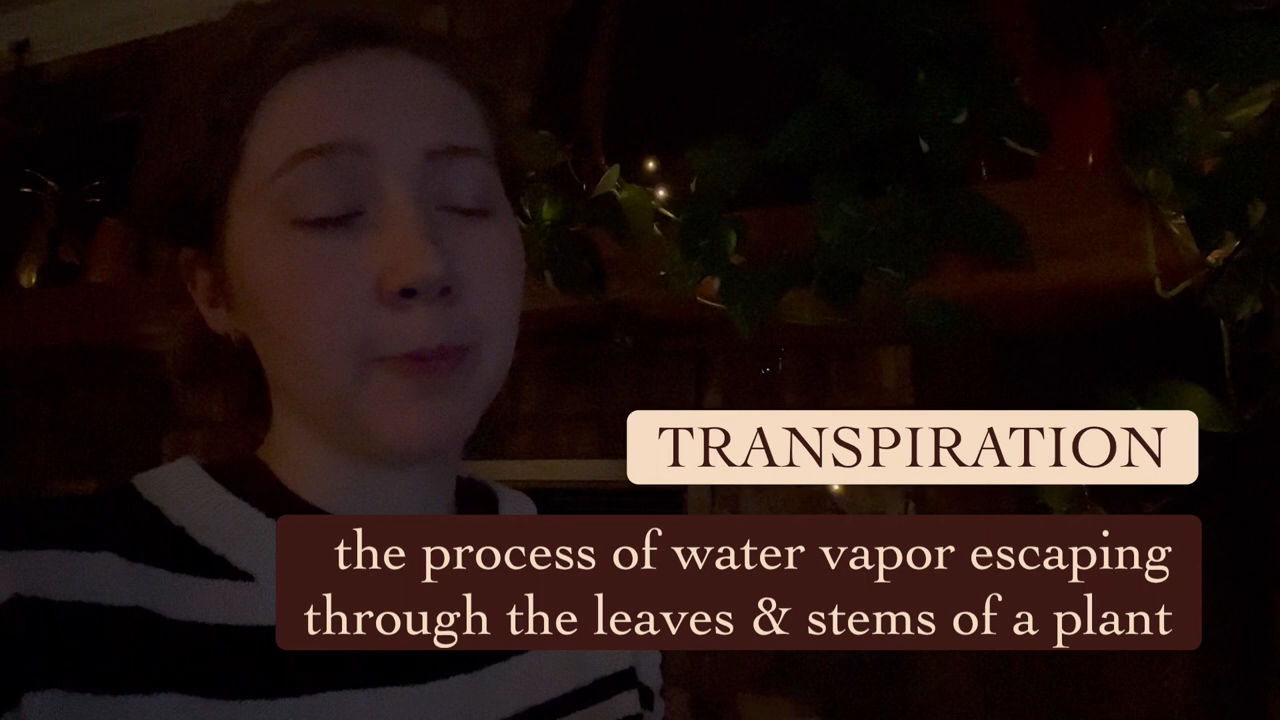 TRANSPIRATION
the process of water vapor escaping
through the leaves & stems of a plant